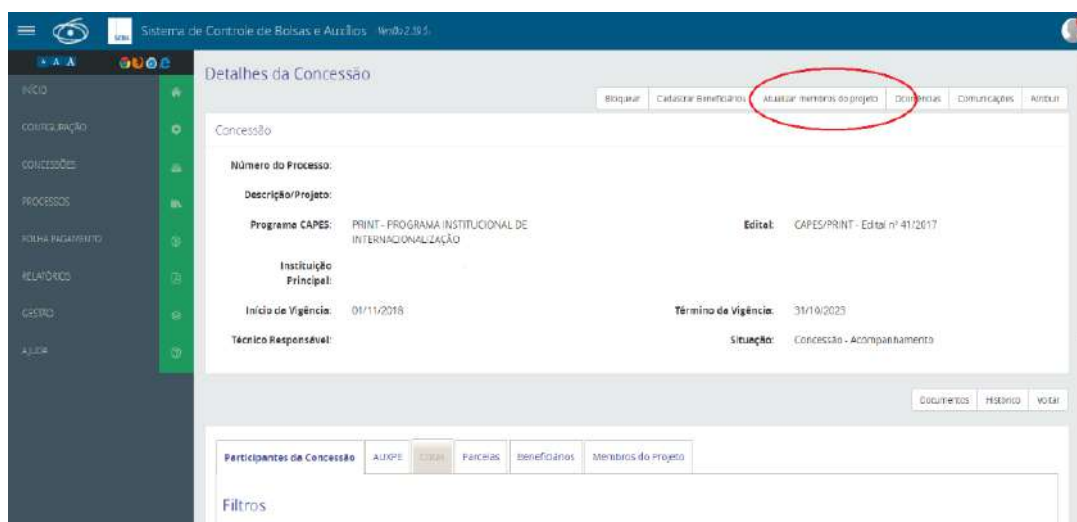 Sistema de Controle de Bolsas e Auxílios
A A A
INÍCIO
CONFIGURAÇÃO
CONCESSÕES
PROCESSOS
FOLHA PAGAMENTO
RELATÓRIOS
GESTÃO
AJUDA
Detalhes da Concessão
Bloquear Cadastrar Beneficiários Atualizar membros do projeto Ocorrências Comunicações Atribuir
Concessão
Número do Processo:
Descrição/Projeto:
Programa CAPES: PRINT - PROGRAMA INSTITUCIONAL DE Edital: CAPES/PRINT - Edital nº 41/2017
INTERNACIONALIZAÇÃO
Instituição
Principal:
Início de Vigência: 01/11/2018 Término de Vigência: 31/10/2023
Técnico Responsável: Situação: Concessão - Acompanhamento
Documentos Histórico Voltar
Participantes da Concessão AUXPE Cotas Parcelas Beneficiários Membros do Projeto
Filtros